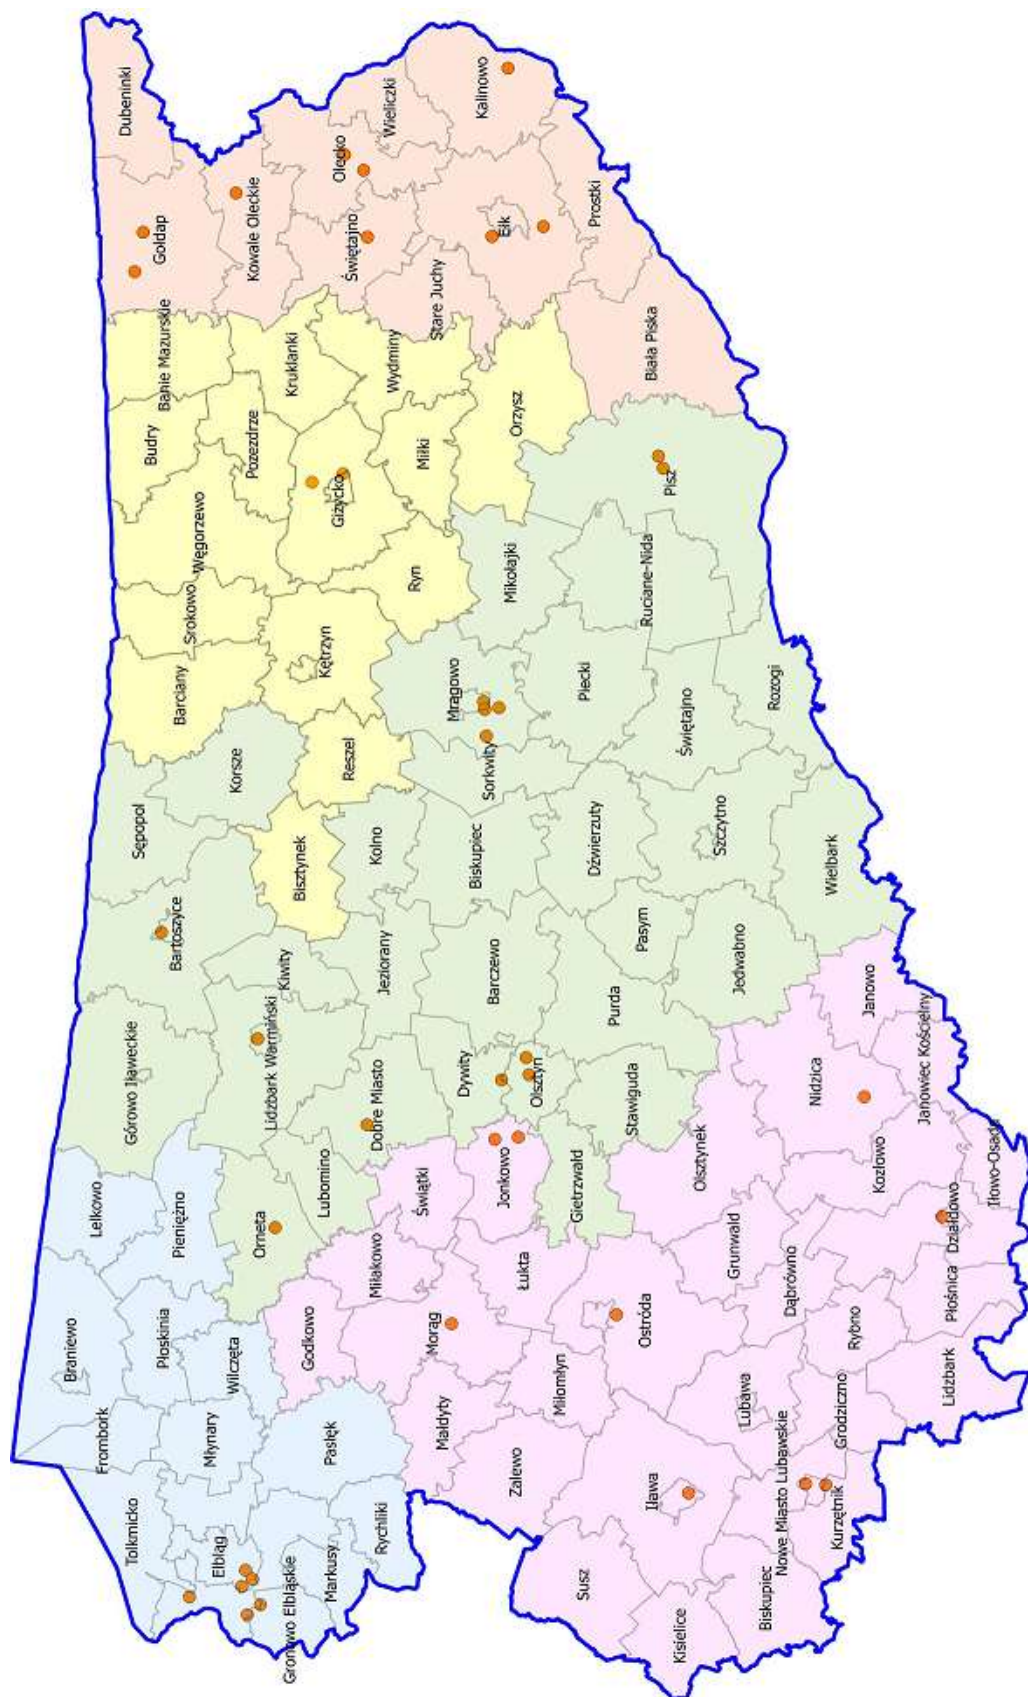 Dubeninki
Gołdap
Kowale Oleckie
Olecko
Wieliczki
Kalinowo
Świętajno
Ełk
Prostki
Stare Juchy
Biała Piska
Banie Mazurskie
Budry
Pozezdrze
Kruklanki
Wydminy
Orzysz
Miłki
Giżycko
Węgorzewo
Srokowo
Ryn
Kętrzyn
Barciany
Reszel
Bisztynek
Pisz
Mikołajki
Ruciane-Nida
Mrągowo
Piecki
Rozogi
Świętajno
Sorkwity
Korsze
Sępopol
Kolno
Biskupiec
Dźwierzuty
Szczytno
Wielbark
Bartoszyce
Kiwity
Jeziorany
Barczewo
Pasym
Jedwabno
Purda
Górowo Iławeckie
Lidzbark Warmiński
Dobre Miasto
Dywity
Olsztyn
Stawiguda
Gietrzwałd
Lubomino
Orneta
Janowo
Janowiec Kościelny
Nidzica
Kozłowo
Iłowo-Osada
Działdowo
Olsztynek
Jonkowo
Świątki
Miłakowo
Łukta
Grunwald
Dąbrówno
Płośnica
Rybno
Lidzbark
Ostróda
Morąg
Godkowo
Małdyty
Miłomłyn
Lubawa
Grodziczno
Nowe Miasto Lubawskie
Kurzętnik
Zalewo
Iława
Susz
Kisielice
Biskupiec
Lelkowo
Pieniężno
Braniewo
Płoskinia
Wilczęta
Frombork
Młynary
Pasłęk
Tolkmicko
Elbląg
Gronowo Elbląskie
Markusy
Rychliki